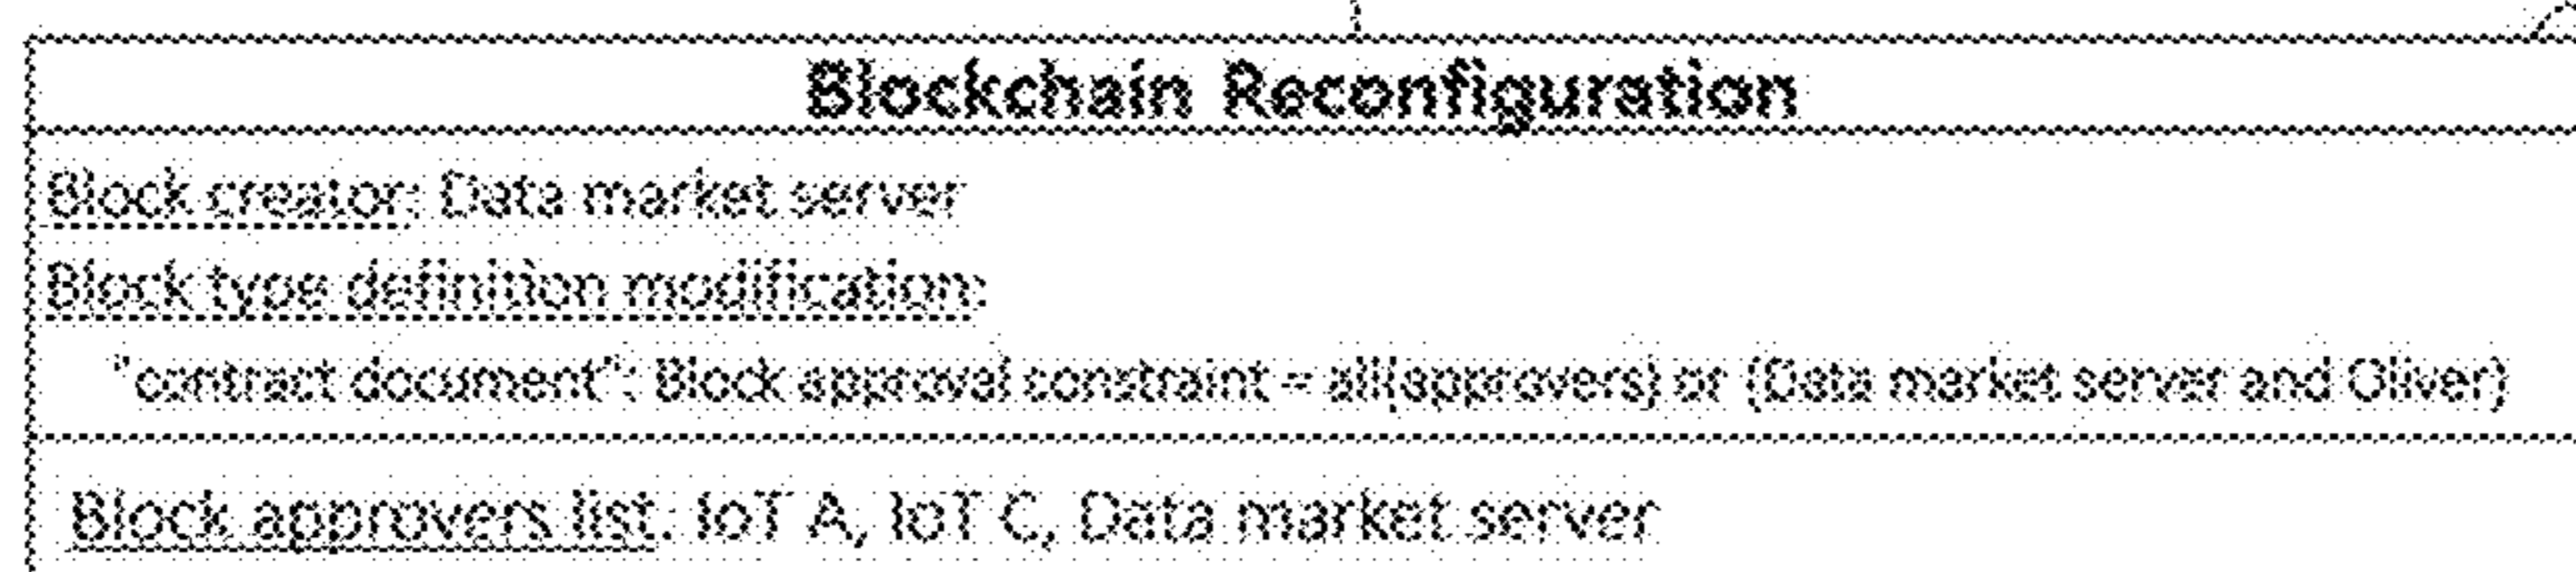 Blockchain Reconfiguration
Block creator: Data market server
Block type definition modification:
"contract document": Block approval constraint = all(approvers) or (Data market server and Oliver)
Block approvers list: IoT A, IoT C, Data market server